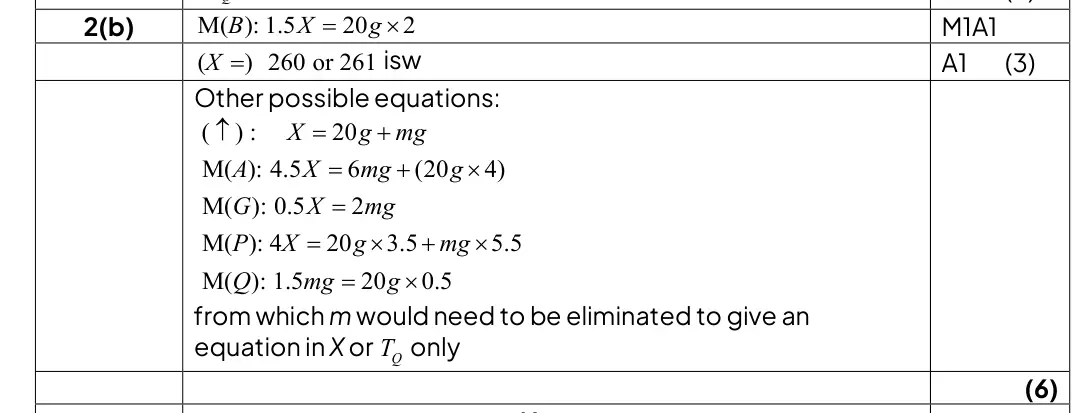 2(b) M(B): 1.5X = 20g × 2 M1A1
(X =) 260 or 261 isw A1 (3)
Other possible equations:
(↑) : X = 20g + mg
M(A): 4.5X = 6mg + (20g × 4)
M(G): 0.5X = 2mg
M(P): 4X = 20g × 3.5 + mg × 5.5
M(Q): 1.5mg = 20g × 0.5
from which m would need to be eliminated to give an
equation in X or T_Q only
(6)